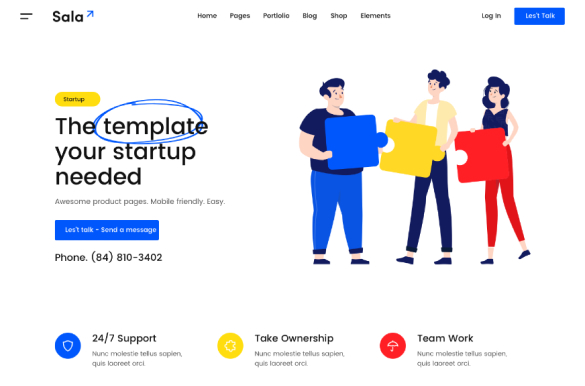 Sala
Home Pages Portfolio Blog Shop Elements
Log In
Les't Talk
Startup
The template
your startup
needed
Awesome product pages. Mobile friendly. Easy.
Les't talk - Send a message
Phone. (84) 810-3402
24/7 Support
Nunc molestie tellus sapien,
quis laoreet orci.
Take Ownership
Nunc molestie tellus sapien,
quis laoreet orci.
Team Work
Nunc molestie tellus sapien,
quis laoreet orci.